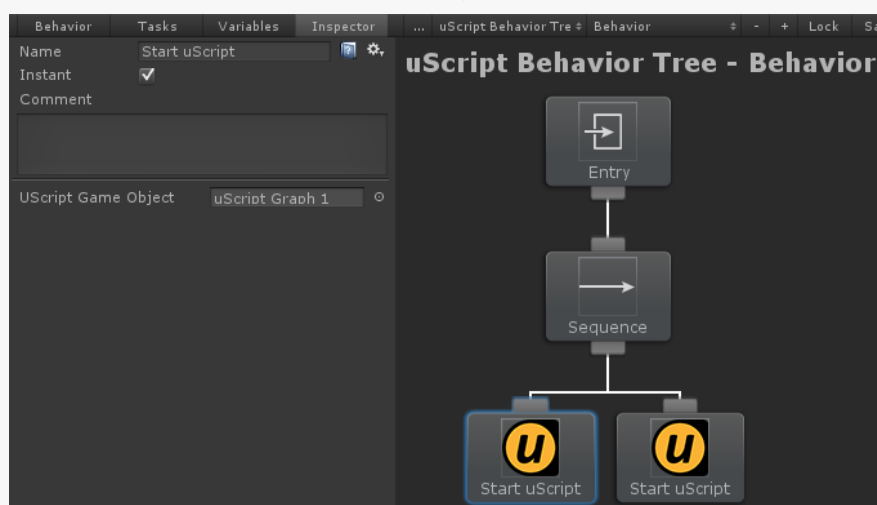 Behavior Tasks Variables Inspector
... uScript Behavior Tre Behavior - + Lock
Name Start uScript
Instant
Comment
UScript Game Object uScript Graph 1
uScript Behavior Tree - Behavior
Entry
Sequence
u u
Start uScript Start uScript